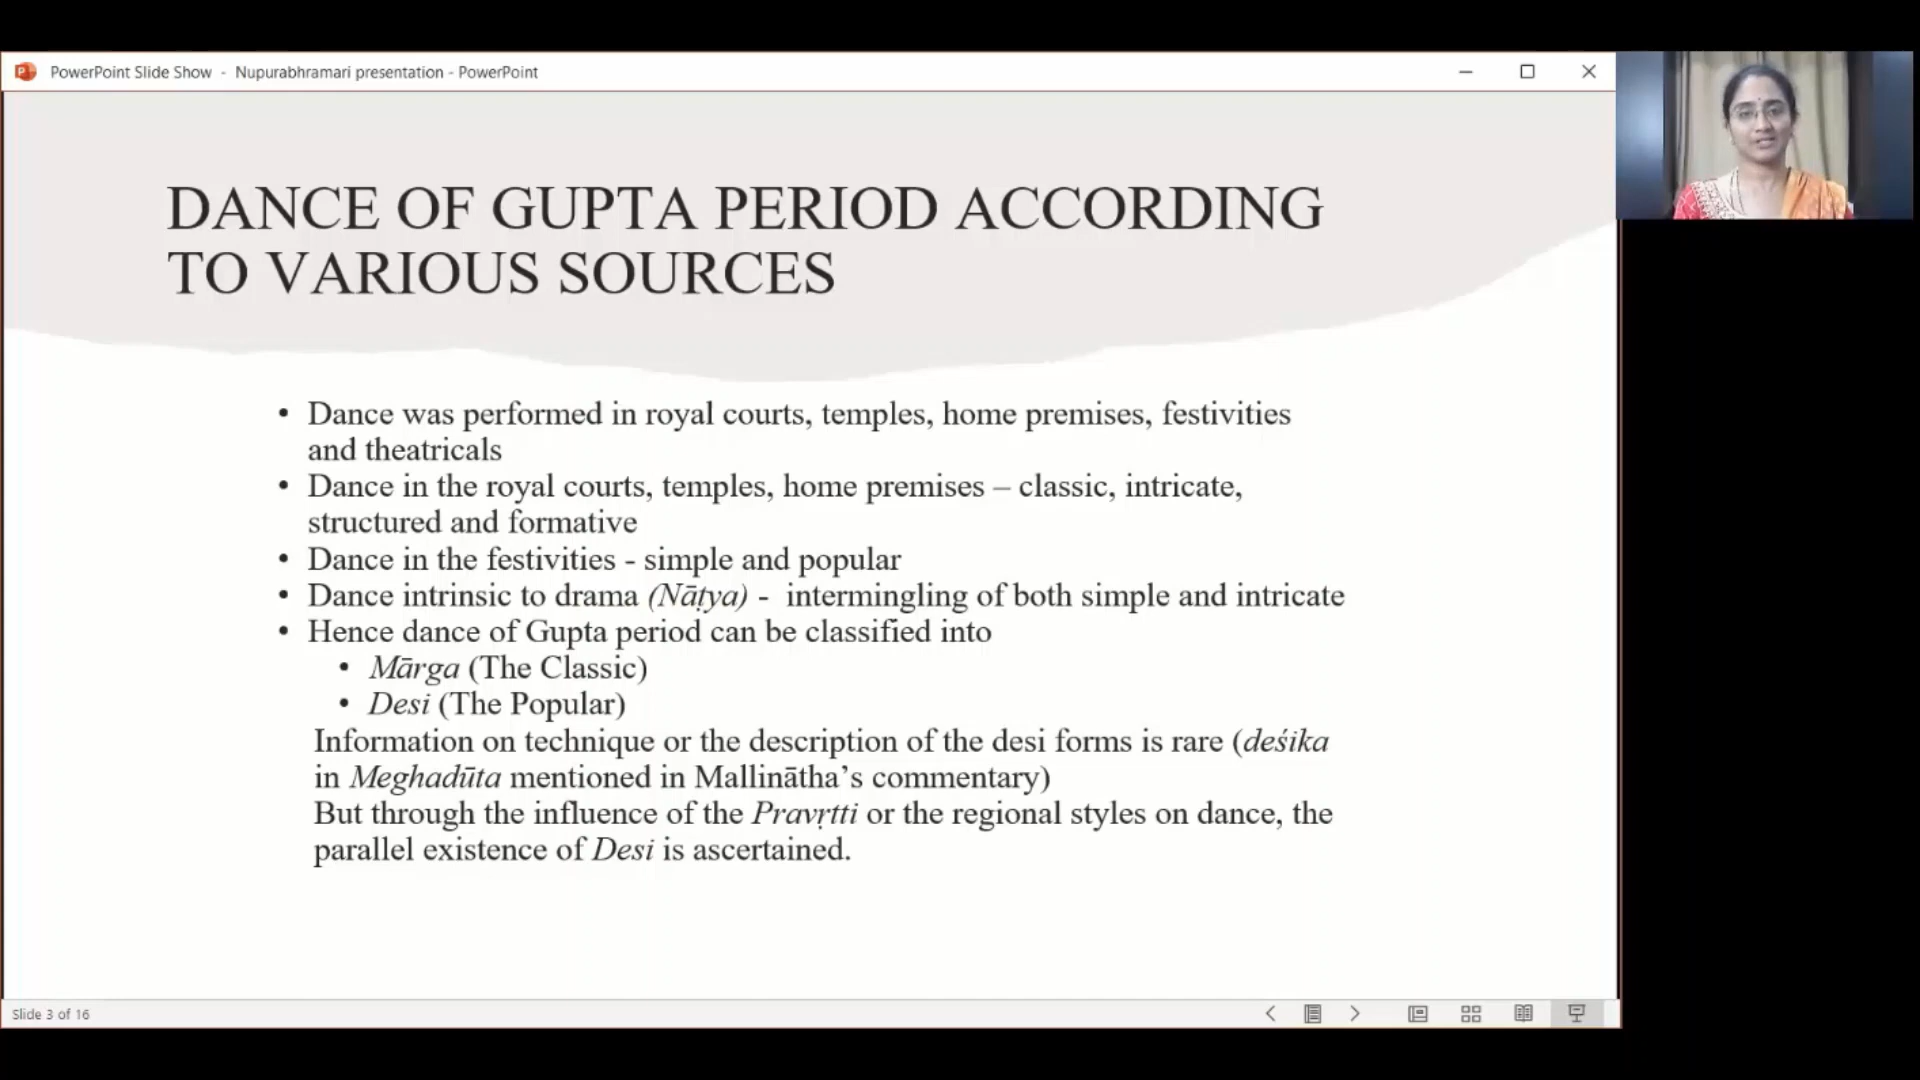 PowerPoint Slide Show - Nupurabhramari presentation - PowerPoint
DANCE OF GUPTA PERIOD ACCORDING
TO VARIOUS SOURCES
• Dance was performed in royal courts, temples, home premises, festivities
and theatricals
• Dance in the royal courts, temples, home premises – classic, intricate,
structured and formative
• Dance in the festivities - simple and popular
• Dance intrinsic to drama (Nāṭya) - intermingling of both simple and intricate
• Hence dance of Gupta period can be classified into
• Mārga (The Classic)
• Desi (The Popular)
Information on technique or the description of the desi forms is rare (deśika
in Meghadūta mentioned in Mallinātha’s commentary)
But through the influence of the Pravṛtti or the regional styles on dance, the
parallel existence of Desi is ascertained.
Slide 3 of 16